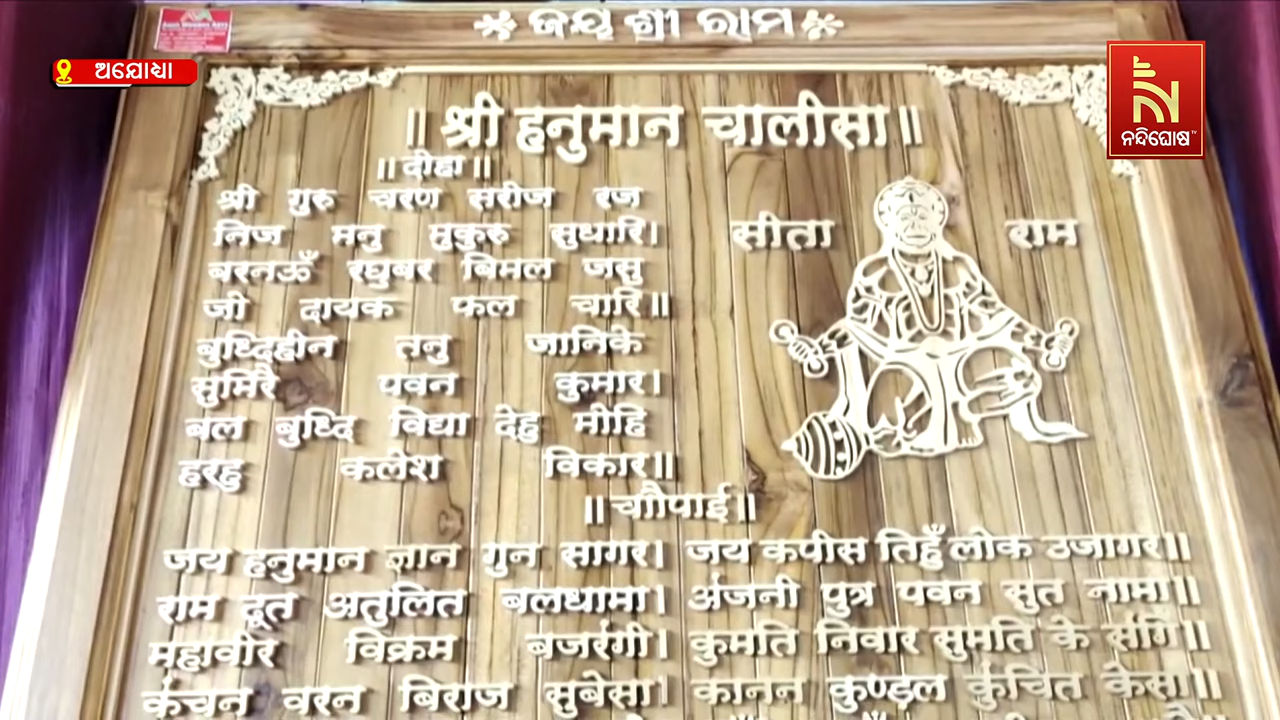 ଜୟ ଶ୍ରୀ ରାମ
ଅଯୋଧ୍ୟା
ନନ୍ଦିଘୋଷ TV
॥ श्री हनुमान चालीसा ॥
॥ दोहा ॥
श्री गुरु चरण सरोज रज
निज मनु मुकुरु सुधारि।
बरनऊँ रघुबर बिमल जसु
जो दायक फल चारि॥
बुध्दिहीन तनु जानिके
सुमिरै पवन कुमार।
बल बुध्दि विद्या देहु मोहि
हरहु कलेश विकार॥
सीता राम
॥ चाौपाई ॥
जय हनुमान ज्ञान गुन सागर। जय कपीस तिहुँ लोक उजागर॥
राम दूत अतुलित बलधामा। अंजनी पुत्र पवन सुत नामा॥
महावीर विक्रम बजरंगी। कुमति निवार सुमति के संगि॥
कंचन वरन बिराज सुबेसा। कानन कुण्ड़ल कुंचित केसा॥